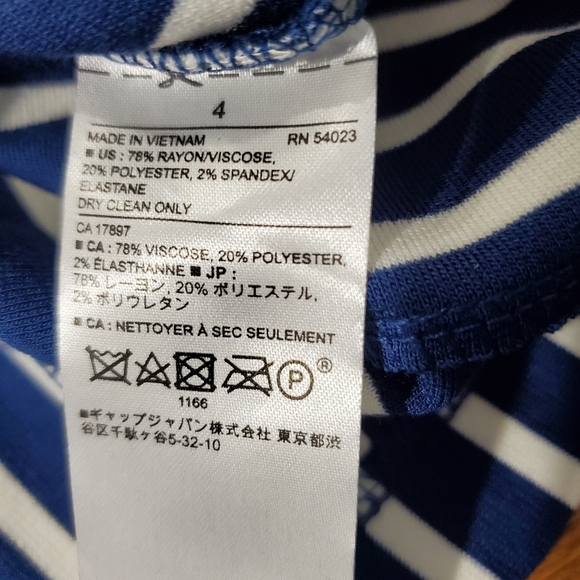 4
MADE IN VIETNAM RN 54023
■ US : 78% RAYON/VISCOSE,
20% POLYESTER, 2% SPANDEX/
ELASTANE
DRY CLEAN ONLY
CA 17897
■ CA : 78% VISCOSE, 20% POLYESTER,
2% ÉLASTHANNE ■ JP :
78% レーヨン, 20% ポリエステル,
2% ポリウレタン
■ CA : NETTOYER À SEC SEULEMENT
P ®
1166
■ギャップジャパン株式会社 東京都渋
谷区千駄ヶ谷5-32-10